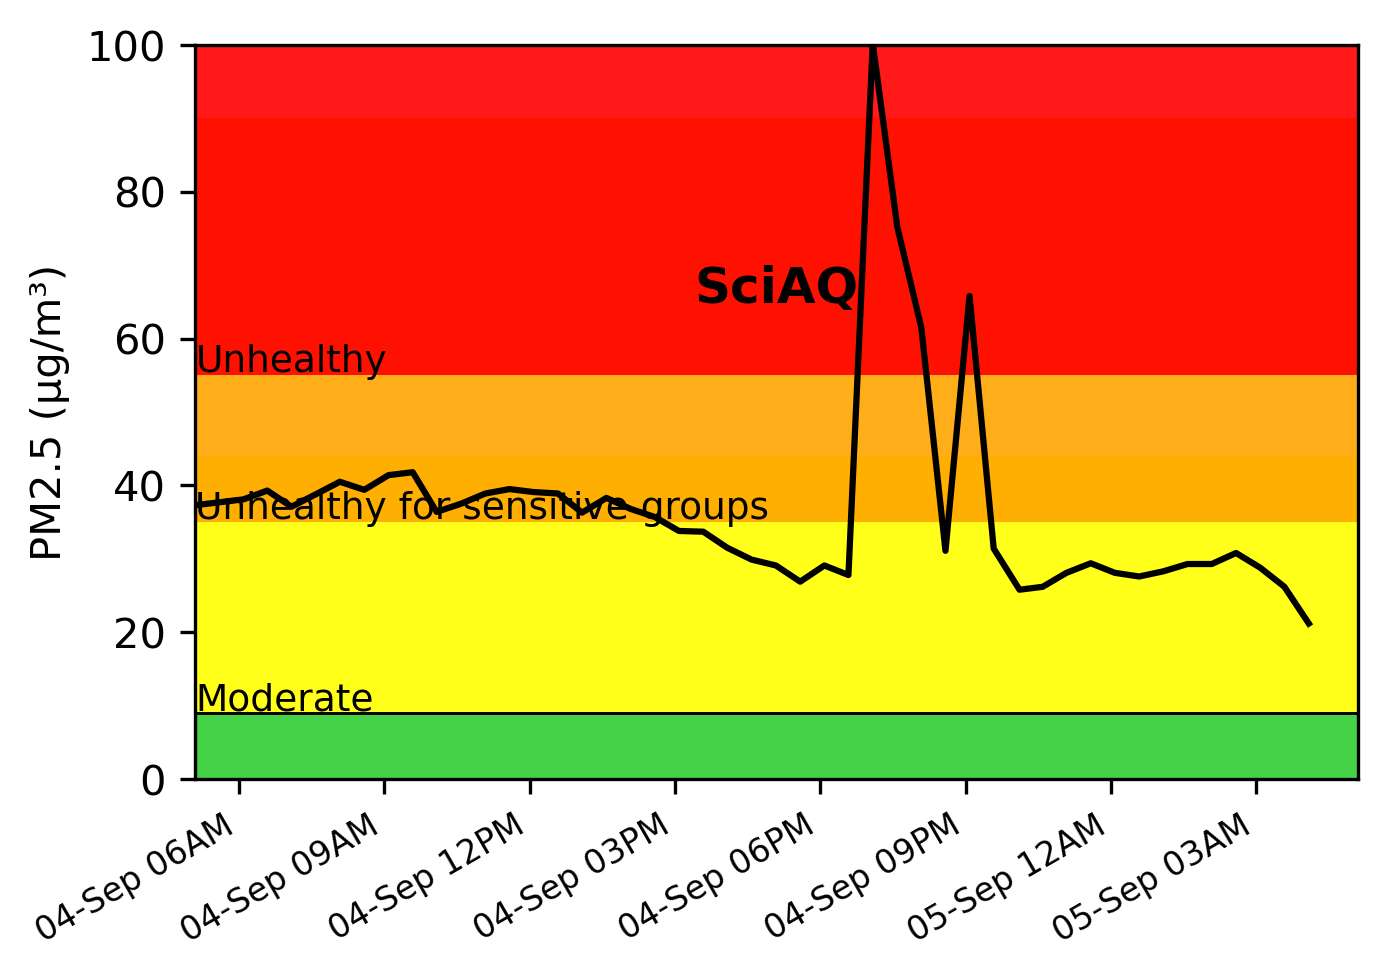 100
80
60
40
20
0
PM2.5 (µg/m³)
SciAQ
Unhealthy
Unhealthy for sensitive groups
Moderate
04-Sep 06AM
04-Sep 09AM
04-Sep 12PM
04-Sep 03PM
04-Sep 06PM
04-Sep 09PM
05-Sep 12AM
05-Sep 03AM